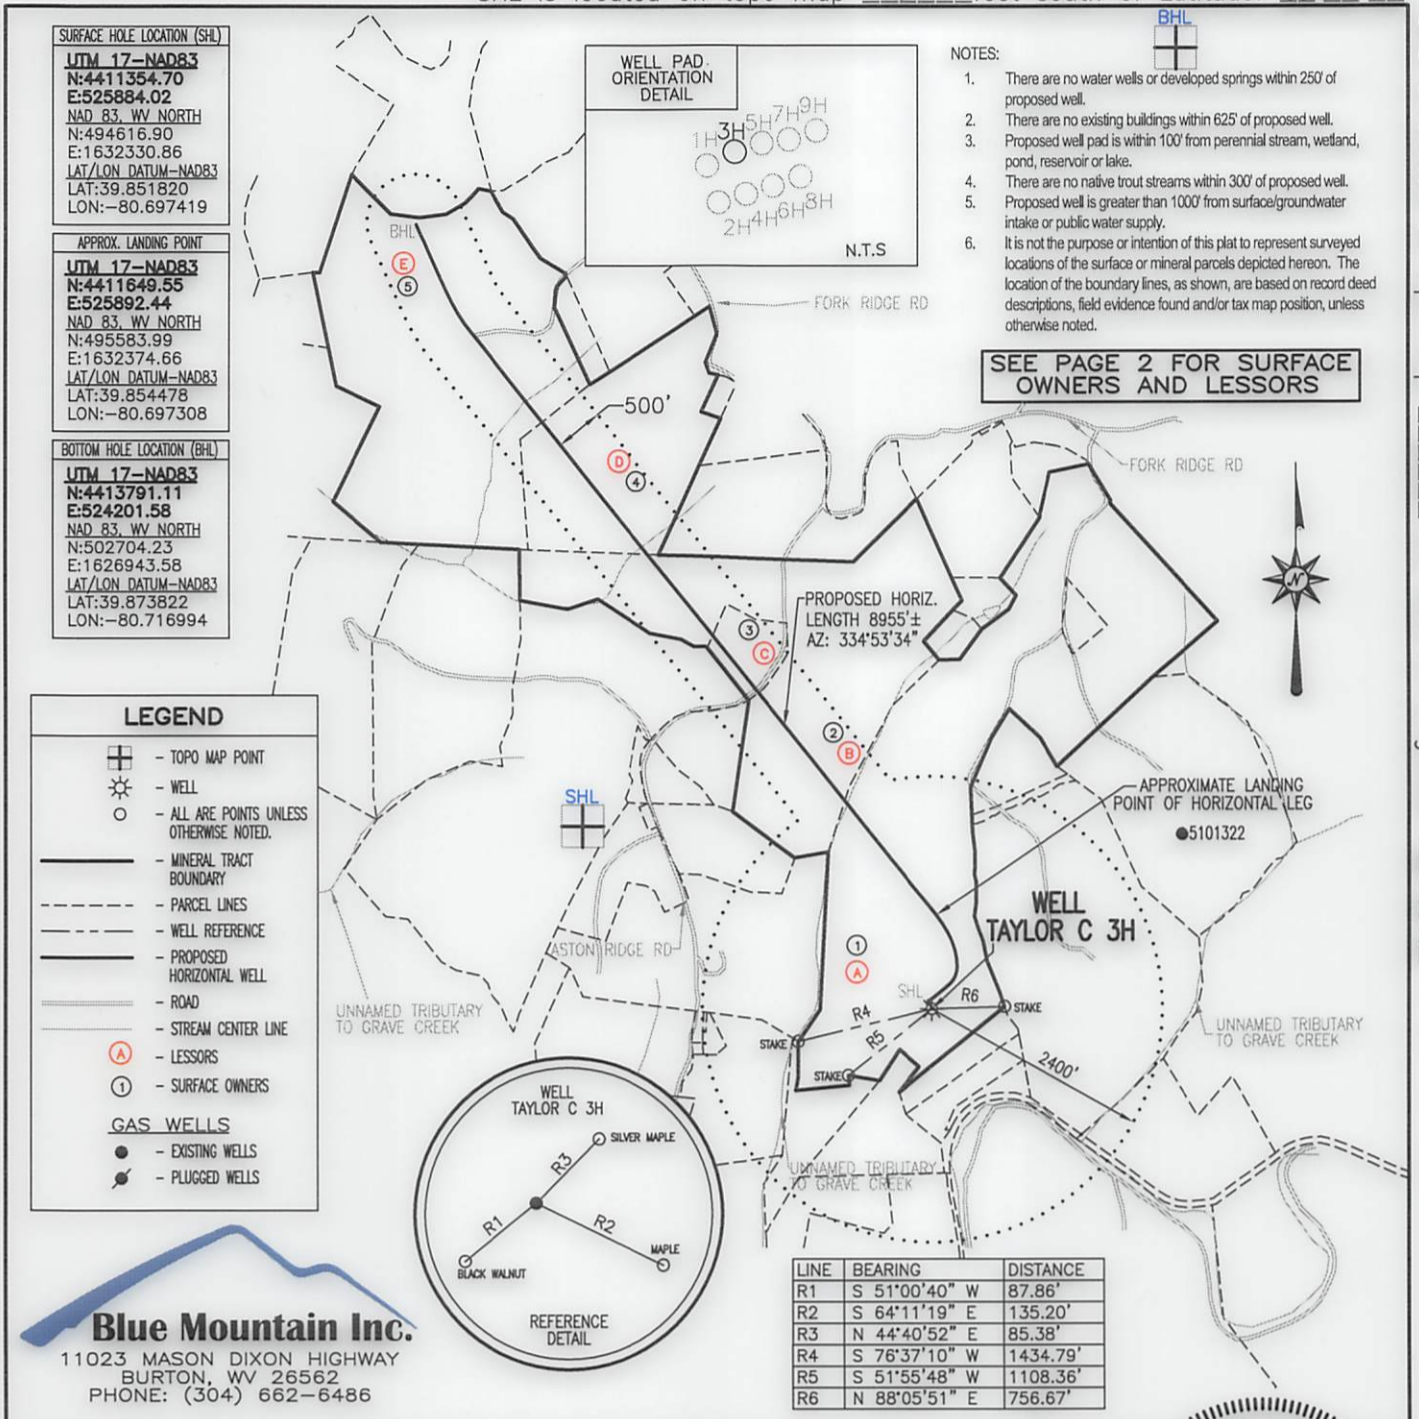 SHL is located on topo map ______ feet south of Latitude:
SURFACE HOLE LOCATION (SHL)
UTM 17-NAD83
N:4411354.70
E:525884.02
NAD 83, WV NORTH
N:494616.90
E:1632330.86
LAT/LON DATUM-NAD83
LAT:39.851820
LON:-80.697419
APPROX. LANDING POINT
UTM 17-NAD83
N:4411649.55
E:525892.44
NAD 83, WV NORTH
N:495583.99
E:1632374.66
LAT/LON DATUM-NAD83
LAT:39.854478
LON:-80.697308
BOTTOM HOLE LOCATION (BHL)
UTM 17-NAD83
N:4413791.11
E:524201.58
NAD 83, WV NORTH
N:502704.23
E:1626943.58
LAT/LON DATUM-NAD83
LAT:39.873822
LON:-80.716994
WELL PAD
ORIENTATION
DETAIL
1H
3H
5H
7H
9H
2H
4H
6H
8H
N.T.S
BHL
NOTES:
1. There are no water wells or developed springs within 250' of
proposed well.
2. There are no existing buildings within 625' of proposed well.
3. Proposed well pad is within 100' from perennial stream, wetland,
pond, reservoir or lake.
4. There are no native trout streams within 300' of proposed well.
5. Proposed well is greater than 1000' from surface/groundwater
intake or public water supply.
6. It is not the purpose or intention of this plat to represent surveyed
locations of the surface or mineral parcels depicted hereon. The
location of the boundary lines, as shown, are based on record deed
descriptions, field evidence found and/or tax map position, unless
otherwise noted.
SEE PAGE 2 FOR SURFACE
OWNERS AND LESSORS
BHL
E
5
FORK RIDGE RD
500'
D
4
FORK RIDGE RD
N
PROPOSED HORIZ.
LENGTH 8955'±
AZ: 334°53'34"
3
C
2
B
APPROXIMATE LANDING
POINT OF HORIZONTAL LEG
5101322
SHL
WELL
TAYLOR C 3H
ASTON RIDGE RD
1
A
SHL
R6
STAKE
R4
R5
STAKE
STAKE
2400'
UNNAMED TRIBUTARY
TO GRAVE CREEK
UNNAMED TRIBUTARY
TO GRAVE CREEK
UNNAMED TRIBUTARY
TO GRAVE CREEK
LEGEND
- TOPO MAP POINT
- WELL
- ALL ARE POINTS UNLESS
OTHERWISE NOTED.
- MINERAL TRACT
BOUNDARY
- PARCEL LINES
- WELL REFERENCE
- PROPOSED
HORIZONTAL WELL
- ROAD
- STREAM CENTER LINE
A - LESSORS
1 - SURFACE OWNERS
GAS WELLS
- EXISTING WELLS
- PLUGGED WELLS
WELL
TAYLOR C 3H
SILVER MAPLE
R3
R1
R2
BLACK WALNUT
MAPLE
REFERENCE
DETAIL
Blue Mountain Inc.
11023 MASON DIXON HIGHWAY
BURTON, WV 26562
PHONE: (304) 662-6486
LINE BEARING DISTANCE
R1 S 51°00'40" W 87.86'
R2 S 64°11'19" E 135.20'
R3 N 44°40'52" E 85.38'
R4 S 76°37'10" W 1434.79'
R5 S 51°55'48" W 1108.36'
R6 N 88°05'51" E 756.67'